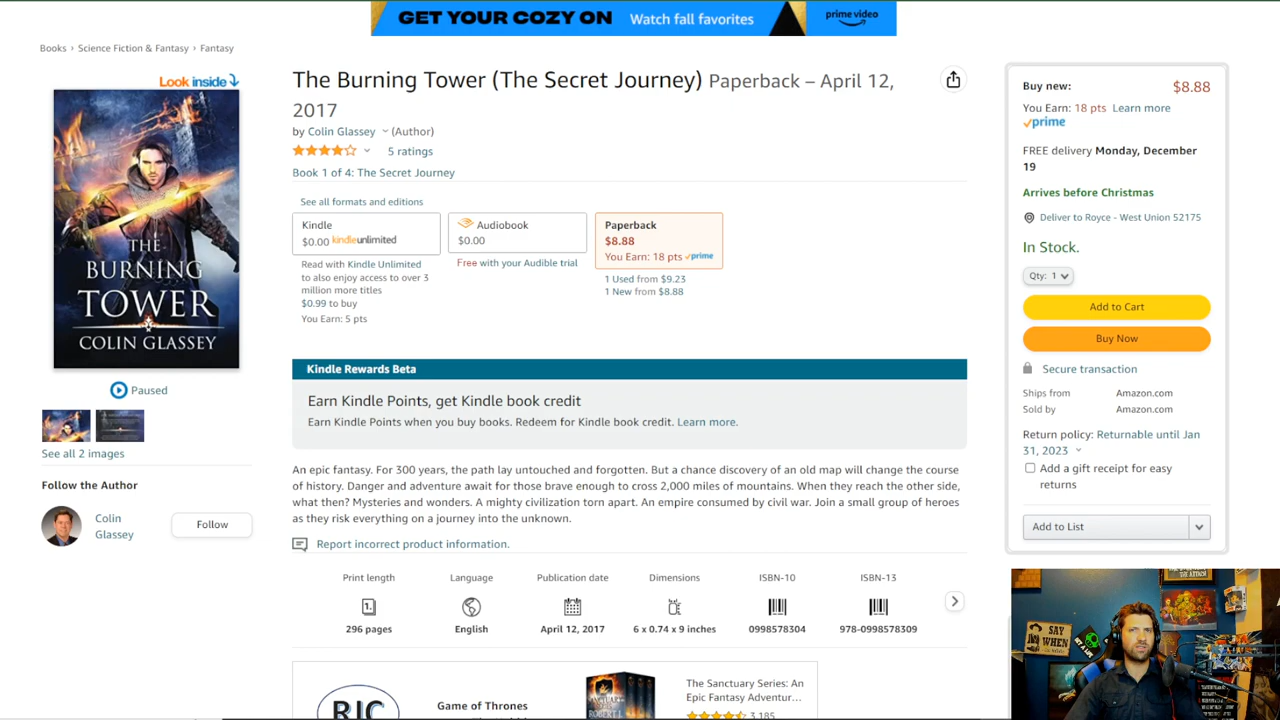 GET YOUR COZY ON Watch fall favorites prime video
Books › Science Fiction & Fantasy › Fantasy
Look inside
THE
BURNING
TOWER
COLIN GLASSEY
Paused
See all 2 images
Follow the Author
Colin
Glassey
Follow
The Burning Tower (The Secret Journey) Paperback – April 12,
2017
by Colin Glassey (Author)
5 ratings
Book 1 of 4: The Secret Journey
See all formats and editions
Kindle
$0.00 kindleunlimited
Read with Kindle Unlimited
to also enjoy access to over 3
million more titles
$0.99 to buy
You Earn: 5 pts
Audiobook
$0.00
Free with your Audible trial
Paperback
$8.88
You Earn: 18 pts prime
1 Used from $9.23
1 New from $8.88
Kindle Rewards Beta
Earn Kindle Points, get Kindle book credit
Earn Kindle Points when you buy books. Redeem for Kindle book credit. Learn more.
An epic fantasy. For 300 years, the path lay untouched and forgotten. But a chance discovery of an old map will change the course
of history. Danger and adventure await for those brave enough to cross 2,000 miles of mountains. When they reach the other side,
what then? Mysteries and wonders. A mighty civilization torn apart. An empire consumed by civil war. Join a small group of heroes
as they risk everything on a journey into the unknown.
Report incorrect product information.
Print length
1.
296 pages
Language
English
Publication date
April 12, 2017
Dimensions
6 x 0.74 x 9 inches
ISBN-10
0998578304
ISBN-13
978-0998578309
RIC
Game of Thrones
The Sanctuary Series: An
Epic Fantasy Adventur...
3,185
Buy new: $8.88
You Earn: 18 pts Learn more
prime
FREE delivery Monday, December
19
Arrives before Christmas
Deliver to Royce - West Union 52175
In Stock.
Qty: 1
Add to Cart
Buy Now
Secure transaction
Ships from Amazon.com
Sold by Amazon.com
Return policy: Returnable until Jan
31, 2023
Add a gift receipt for easy
returns
Add to List
SAY
WHEN